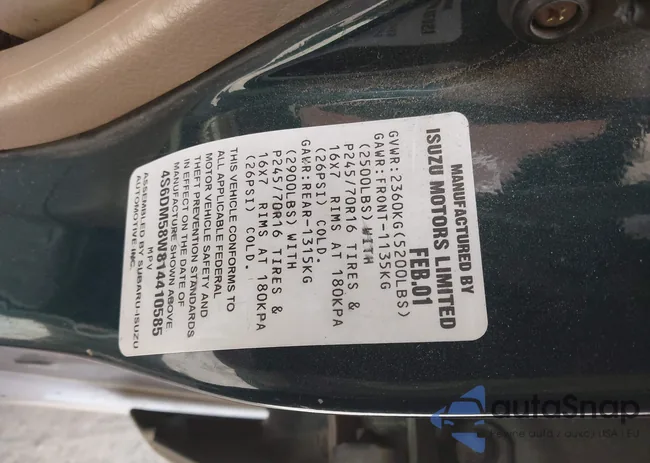 MANUFACTURED BY
ISUZU MOTORS LIMITED
FEB.01
GVWR:2360KG(5200LBS)
GAWR:FRONT-1135KG
(2500LBS) WITH
P245/70R16 TIRES &
16X7 RIMS AT 180KPA
(26PSI) COLD.
GAWR:REAR-1315KG
(2900LBS) WITH
P245/70R16 TIRES &
16X7 RIMS AT 180KPA
(26PSI) COLD.
THIS VEHICLE CONFORMS TO
ALL APPLICABLE FEDERAL
MOTOR VEHICLE SAFETY AND
THEFT PREVENTION STANDARDS
IN EFFECT ON THE DATE OF
MANUFACTURE SHOWN ABOVE
4S6DM58W814410585
MPV
ASSEMBLED BY SUBARU-ISUZU
AUTOMOTIVE INC.
autaSnap